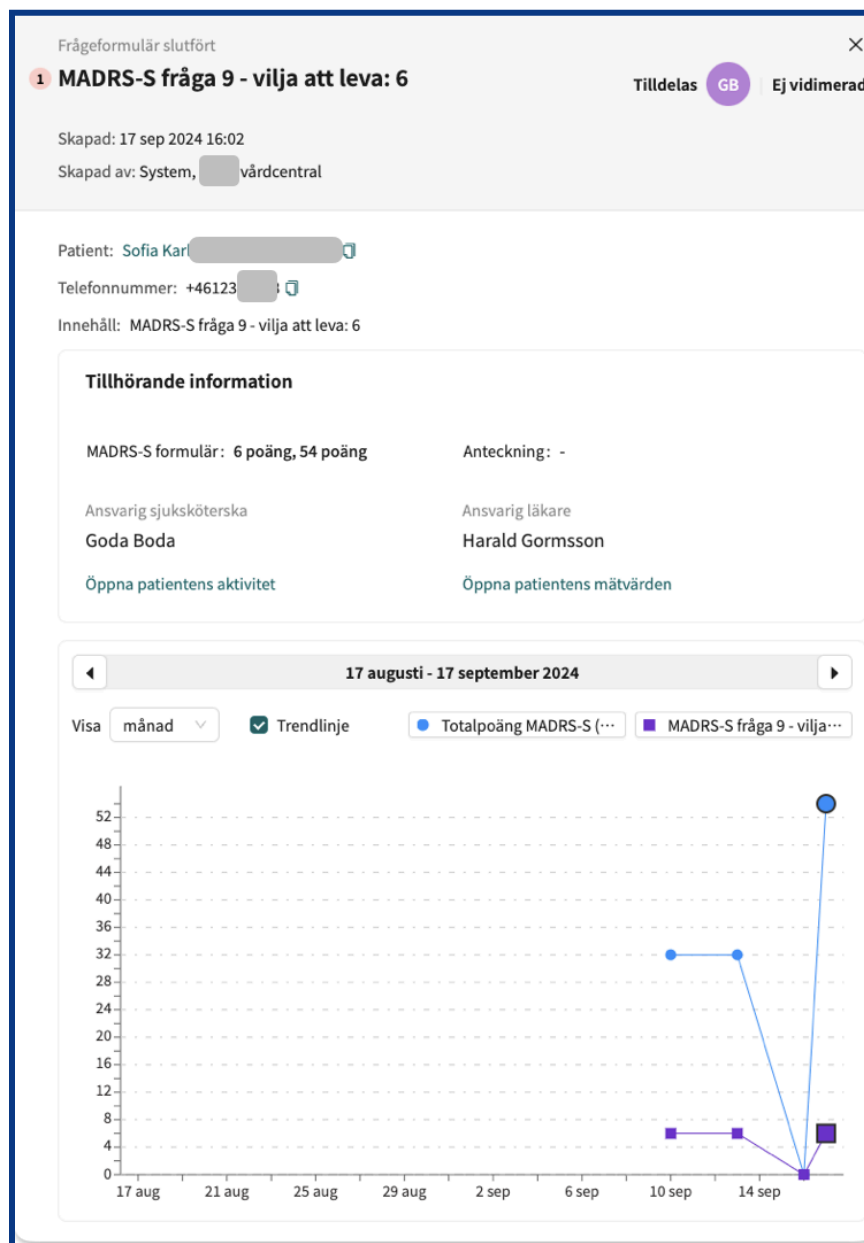 Frågeformulär slutfört
1 MADRS-S fråga 9 - vilja att leva: 6
Tilldelas GB Ej vidimerad
Skapad: 17 sep 2024 16:02
Skapad av: System, vårdcentral
Patient: Sofia Karl
Telefonnummer: +46123
Innehåll: MADRS-S fråga 9 - vilja att leva: 6
Tillhörande information
MADRS-S formulär: 6 poäng, 54 poäng
Anteckning: -
Ansvarig sjuksköterska
Goda Boda
Ansvarig läkare
Harald Gormsson
Öppna patientens aktivitet
Öppna patientens mätvärden
17 augusti - 17 september 2024
Visa månad Trendlinje Totalpoäng MADRS-S (··· MADRS-S fråga 9 - vilja···
52
48
44
40
36
32
28
24
20
16
12
8
4
0
17 aug 21 aug 25 aug 29 aug 2 sep 6 sep 10 sep 14 sep